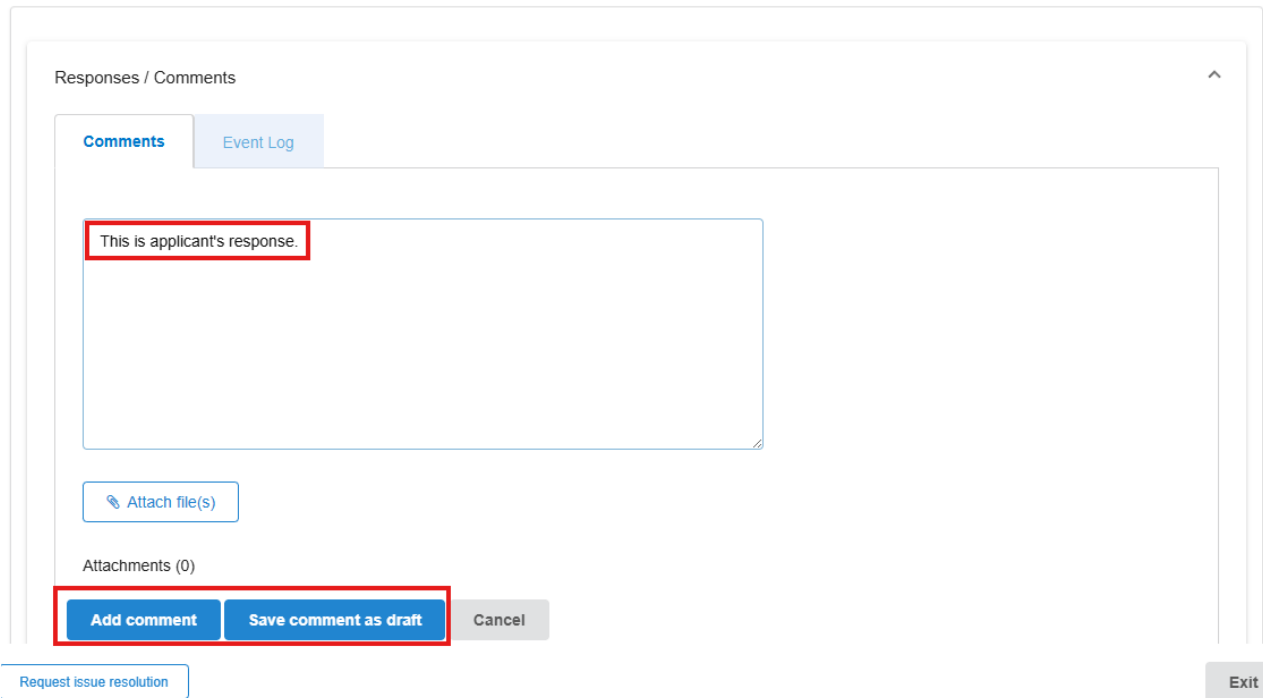 Responses / Comments
Comments
Event Log
This is applicant's response.
Attach file(s)
Attachments (0)
Add comment
Save comment as draft
Cancel
Request issue resolution
Exit